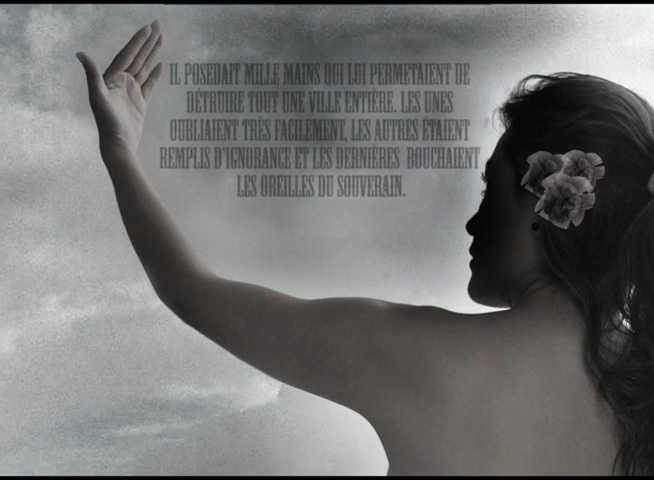 IL POSEDAIT MILLE MAINS QUI LUI PERMETAIENT DE
DÉTRUIRE TOUT UNE VILLE ENTIÈRE. LES UNES
OUBLIAIENT TRÈS FACILEMENT, LES AUTRES ÉTAIENT
REMPLIS D'IGNORANCE ET LES DERNIÈRES BOUCHAIENT
LES OREILLES DU SOUVERAIN.